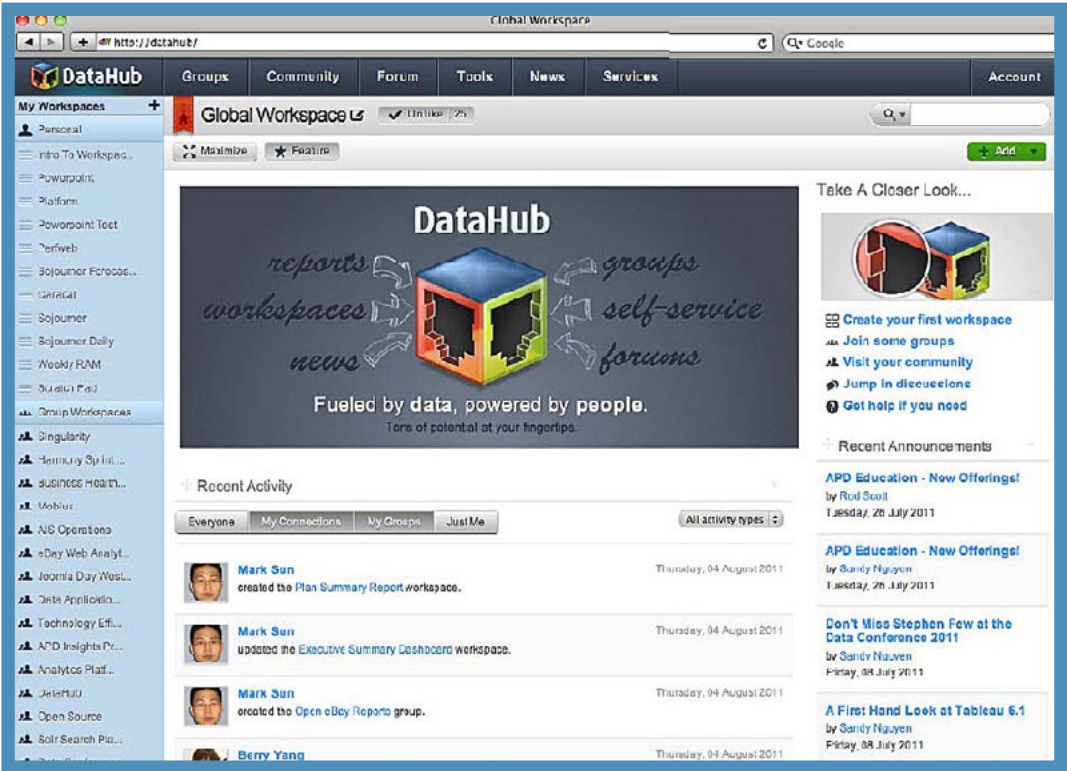 Global Workspace
http://datahub/
Google
DataHub
Groups
Community
Forum
Tools
News
Services
Account
My Workspaces +
Personal
Intro To Workspac...
Powerpoint
Platform
Powerpoint Test
Perfweb
Sojourner Forecas...
Caracal
Sojourner
Sojourner Daily
Weekly RAM
Scratch Pad
Group Workspaces
Singularity
Harmony Sprint ...
Business Health...
Mobius
AIS Operations
eBay Web Analyt...
Joomla Day West...
Data Applicatio...
Technology Effi...
APD Insights Pr...
Analytics Platf...
DataHub
Open Source
Solr Search Pla...
Global Workspace
Unlike 25
Maximize
Feature
+ Add
DataHub
reports
workspaces
news
groups
self-service
forums
Fueled by data, powered by people.
Tons of potential at your fingertips.
Recent Activity
Everyone
My Connections
My Groups
Just Me
All activity types
Mark Sun
Thursday, 04 August 2011
created the Plan Summary Report workspace.
Mark Sun
Thursday, 04 August 2011
updated the Executive Summary Dashboard workspace.
Mark Sun
Thursday, 04 August 2011
created the Open eBay Reports group.
Berry Yang
Thursday, 04 August 2011
Take A Closer Look...
Create your first workspace
Join some groups
Visit your community
Jump in discussions
Get help if you need
Recent Announcements
APD Education - New Offerings!
by Rod Scott
Tuesday, 26 July 2011
APD Education - New Offerings!
by Sandy Nguyen
Tuesday, 26 July 2011
Don't Miss Stephen Few at the
Data Conference 2011
by Sandy Nguyen
Friday, 08 July 2011
A First Hand Look at Tableau 6.1
by Sandy Nguyen
Friday, 08 July 2011